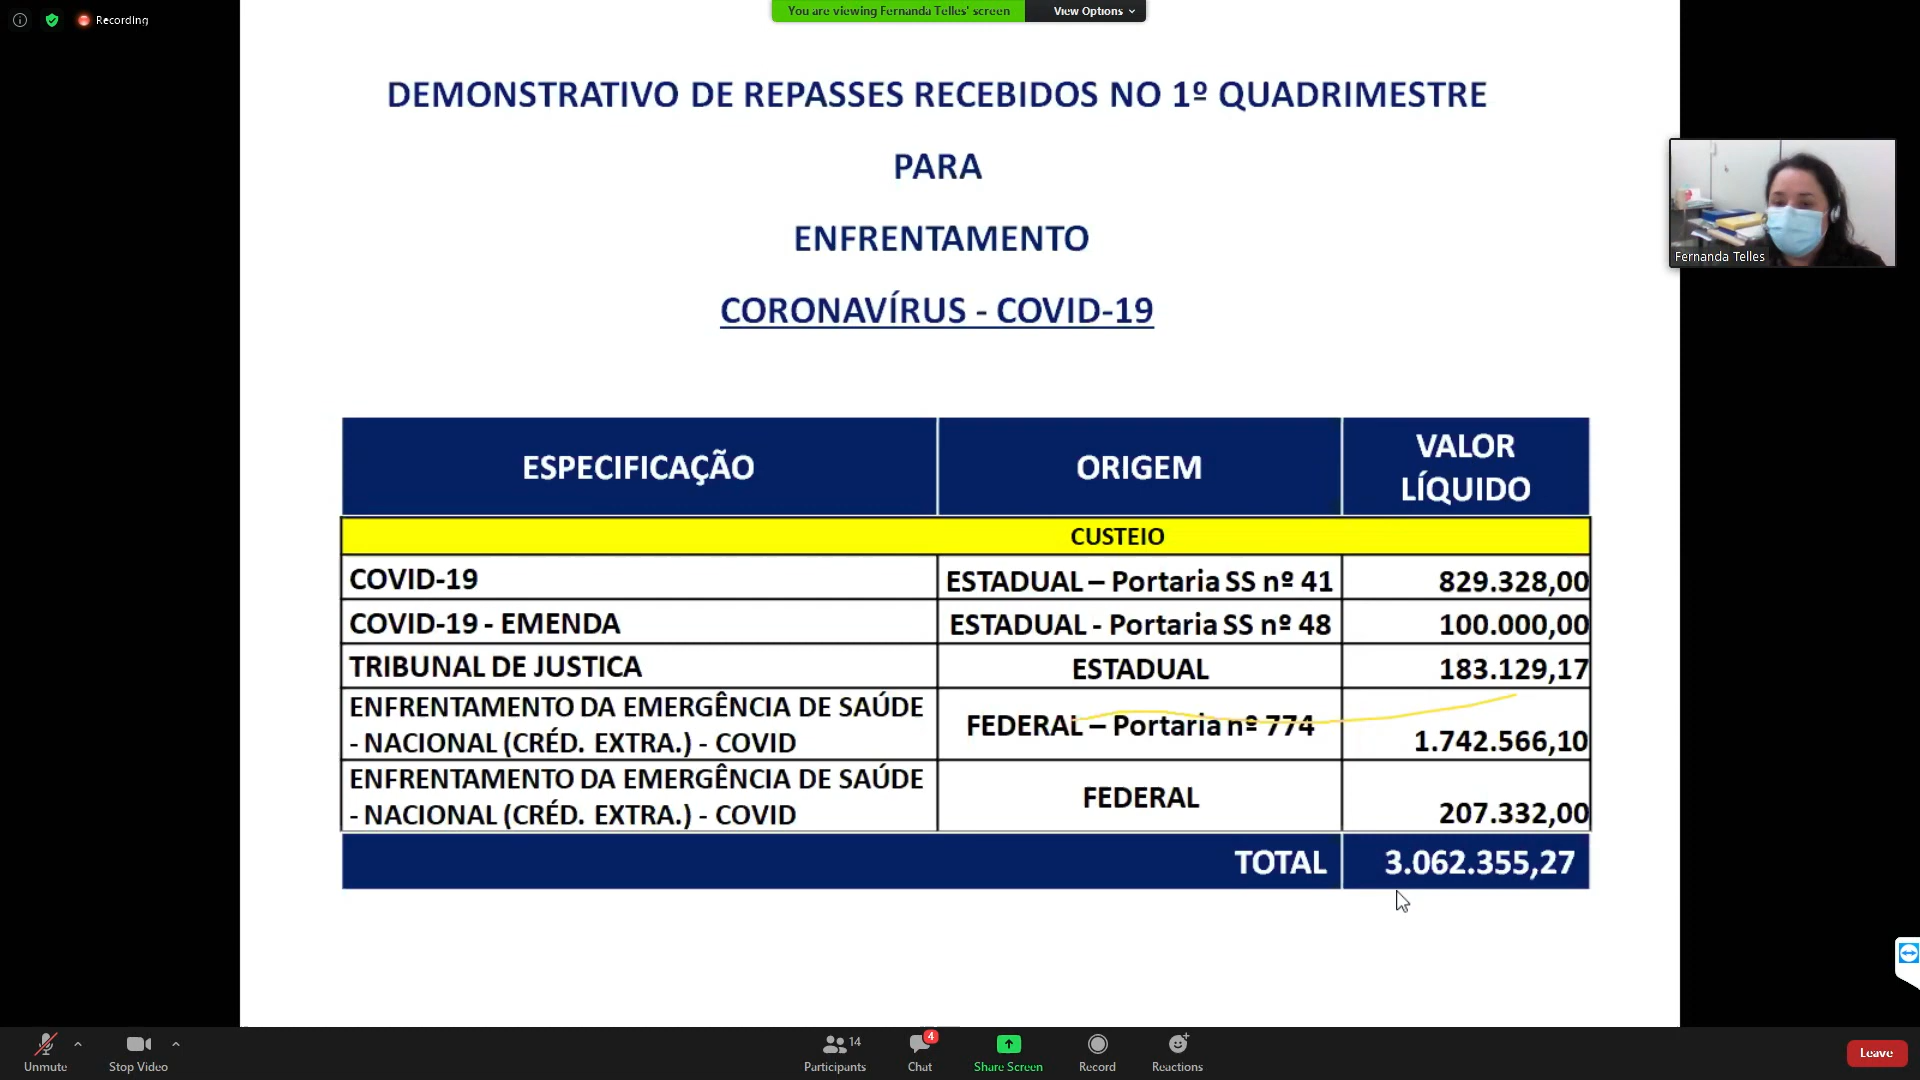 Recording
You are viewing Fernanda Telles' screen
View Options
DEMONSTRATIVO DE REPASSES RECEBIDOS NO 1º QUADRIMESTRE
PARA
ENFRENTAMENTO
CORONAVÍRUS - COVID-19
Fernanda Telles
ESPECIFICAÇÃO
ORIGEM
VALOR
LÍQUIDO
CUSTEIO
COVID-19
ESTADUAL – Portaria SS nº 41
829.328,00
COVID-19 - EMENDA
ESTADUAL - Portaria SS nº 48
100.000,00
TRIBUNAL DE JUSTICA
ESTADUAL
183.129,17
ENFRENTAMENTO DA EMERGÊNCIA DE SAÚDE
- NACIONAL (CRÉD. EXTRA.) - COVID
FEDERAL – Portaria nº 774
1.742.566,10
ENFRENTAMENTO DA EMERGÊNCIA DE SAÚDE
- NACIONAL (CRÉD. EXTRA.) - COVID
FEDERAL
207.332,00
TOTAL
3.062.355,27
Unmute
Stop Video
14
Participants
4
Chat
Share Screen
Record
Reactions
Leave